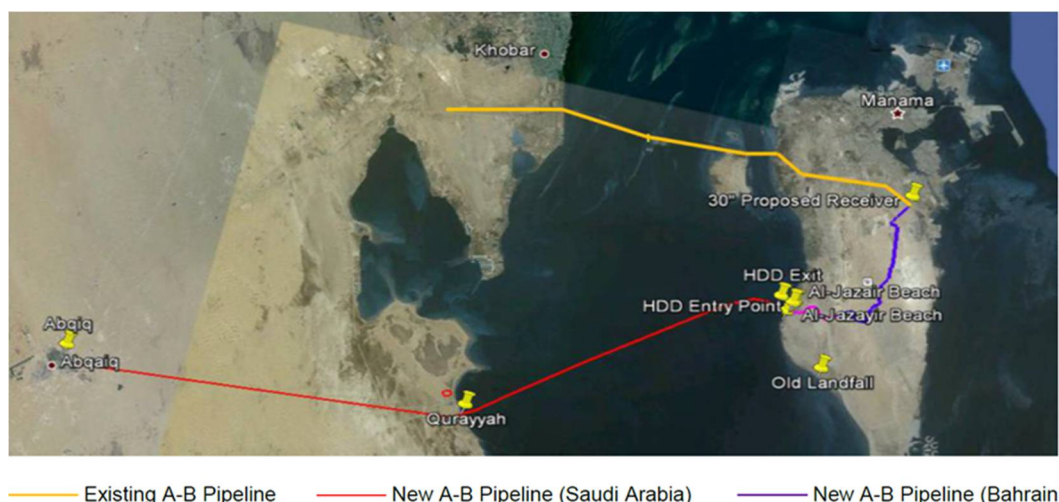 Khobar
Manama
30" Proposed Receiver
HDD Exit
Al-Jazair Beach
HDD Entry Point
Al-Jazayir Beach
Abqiq
Abqaiq
Old Landfall
Qurayyah
Existing A-B Pipeline
New A-B Pipeline (Saudi Arabia)
New A-B Pipeline (Bahrain